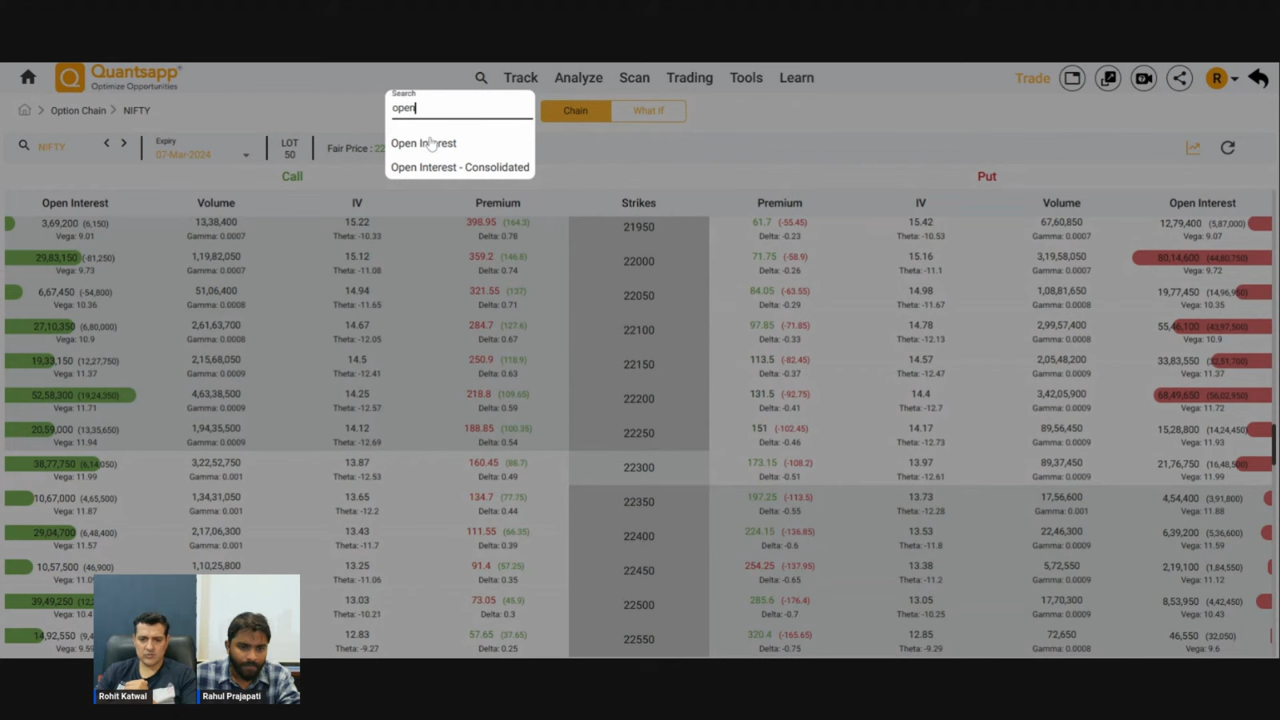 Quantsapp
Optimize Opportunities
Track Analyze Scan Trading Tools Learn Trade R
Option Chain > NIFTY
Search
open
Open Interest
Open Interest - Consolidated
Chain What If
NIFTY
Expiry
07-Mar-2024
LOT
50
Fair Price : 22
Call Put
Open Interest Volume IV Premium Strikes Premium IV Volume Open Interest
3,69,200 (6,150) 13,38,400 15.22 398.95 (164.3) 21950 61.7 (-55.45) 15.42 67,60,850 12,79,400 (5,87,000)
Vega: 9.01 Gamma: 0.0007 Theta: -10.33 Delta: 0.78 Delta: -0.23 Theta: -10.53 Gamma: 0.0007 Vega: 9.07
29,83,150 (-81,250) 1,19,82,050 15.12 359.2 (146.8) 22000 71.75 (-58.9) 15.16 3,19,58,050 80,14,600 (44,60,750)
Vega: 9.73 Gamma: 0.0007 Theta: -11.08 Delta: 0.74 Delta: -0.26 Theta: -11.1 Gamma: 0.0007 Vega: 9.72
6,67,450 (-54,800) 51,06,400 14.94 321.55 (137) 22050 84.05 (-63.55) 14.98 1,08,81,650 19,77,450
Vega: 10.36 Gamma: 0.0008 Theta: -11.65 Delta: 0.71 Delta: -0.29 Theta: -11.67 Gamma: 0.0008 Vega: 10.35
27,10,350 (6,80,000) 2,61,63,700 14.67 284.7 (127.6) 22100 97.85 (-71.85) 14.78 2,99,57,400 55,46,100 (43,97,500)
Vega: 10.9 Gamma: 0.0008 Theta: -12.05 Delta: 0.67 Delta: -0.33 Theta: -12.13 Gamma: 0.0008 Vega: 10.9
19,33,150 (12,27,750) 2,15,68,050 14.5 250.9 (118.9) 22150 113.5 (-82.45) 14.57 2,05,48,200 33,83,550 (32,51,700)
Vega: 11.37 Gamma: 0.0009 Theta: -12.41 Delta: 0.63 Delta: -0.37 Theta: -12.47 Gamma: 0.0009 Vega: 11.37
52,58,300 (19,24,350) 4,63,38,500 14.25 218.8 (109.65) 22200 131.5 (-92.75) 14.4 3,42,05,900 68,49,650 (56,02,950)
Vega: 11.71 Gamma: 0.0009 Theta: -12.57 Delta: 0.59 Delta: -0.41 Theta: -12.7 Gamma: 0.0009 Vega: 11.72
20,59,000 (13,35,650) 1,94,35,500 14.12 188.85 (100.35) 22250 151 (-102.45) 14.17 89,56,450 15,28,800 (14,24,450)
Vega: 11.94 Gamma: 0.0009 Theta: -12.69 Delta: 0.54 Delta: -0.46 Theta: -12.73 Gamma: 0.0009 Vega: 11.93
38,77,750 (6,14,050) 3,22,52,750 13.87 160.45 (88.7) 22300 173.15 (-108.2) 13.97 89,37,450 21,76,750
Vega: 11.99 Gamma: 0.0009 Theta: -12.53 Delta: 0.49 Delta: -0.51 Theta: -12.61 Gamma: 0.0009 Vega: 11.99
10,67,000 (4,65,500) 1,34,31,050 13.65 134.7 (77.75) 22350 197.25 (-113.5) 13.73 17,56,600 4,54,400 (3,91,800)
Vega: 11.87 Gamma: 0.0009 Theta: -12.2 Delta: 0.44 Delta: -0.55 Theta: -12.28 Gamma: 0.001 Vega: 11.88
29,04,700 (6,48,400) 2,17,06,300 13.43 111.55 (66.35) 22400 224.15 (-136.85) 13.53 22,46,300 6,39,200 (5,36,600)
Vega: 11.57 Gamma: 0.001 Theta: -11.7 Delta: 0.39 Delta: -0.6 Theta: -11.8 Gamma: 0.0009 Vega: 11.59
10,57,500 (46,900) 1,10,25,800 13.25 91.4 (57.25) 22450 254.25 (-137.95) 13.38 5,72,550 2,19,100 (1,84,550)
Theta: -11.06 Delta: 0.35 Delta: -0.65 Theta: -11.2 Gamma: 0.0009 Vega: 11.12
39,49,250 13.03 73.05 (45.9) 22500 285.6 (-176.4) 13.05 17,70,300 8,53,950 (4,42,450)
Theta: -10.21 Delta: 0.3 Delta: -0.7 Theta: -10.25 Gamma: 0.0009 Vega: 10.43
14,92,550 12.83 57.65 (37.65) 22550 320.4 (-165.65) 12.85 72,650 46,550 (32,050)
Theta: -9.27 Delta: 0.25 Delta: -0.75 Theta: -9.29 Gamma: 0.0008 Vega: 9.6
Rohit Katwal Rahul Prajapati